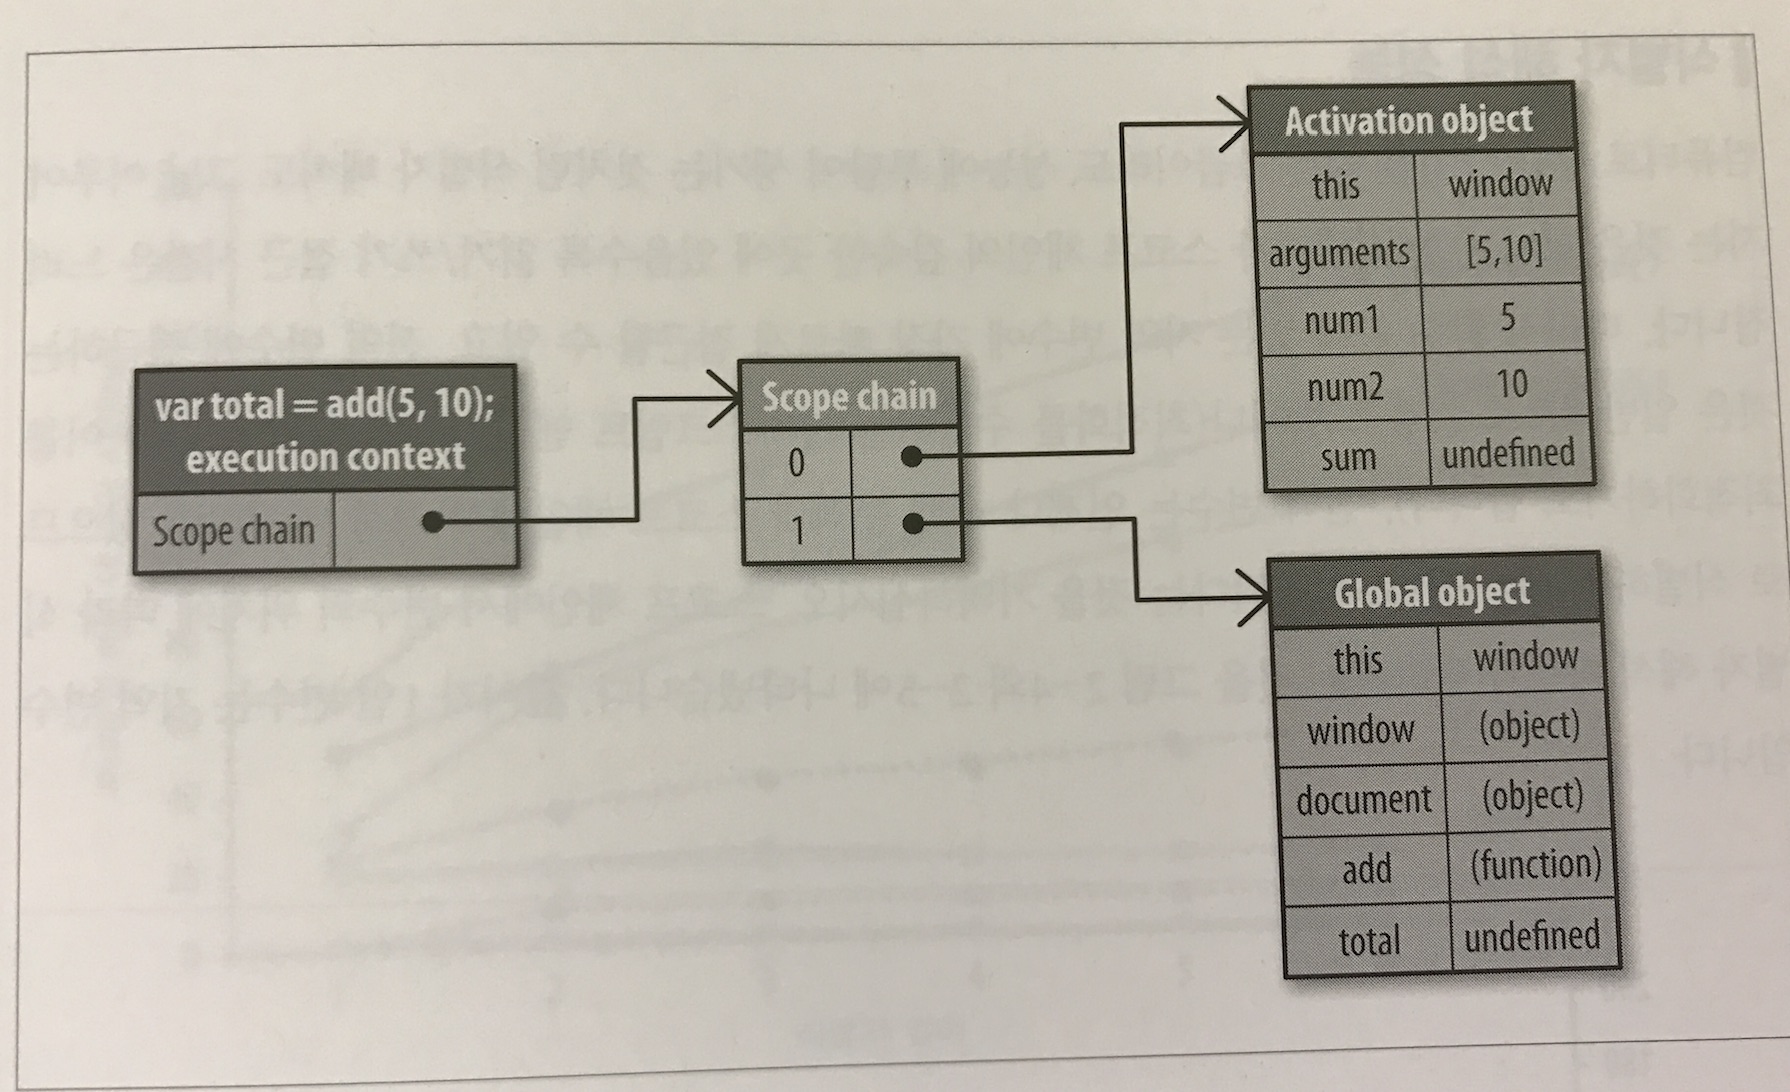 var total = add(5, 10);
execution context
Scope chain
Scope chain
0
1
Activation object
this window
arguments [5,10]
num1 5
num2 10
sum undefined
Global object
this window
window (object)
document (object)
add (function)
total undefined